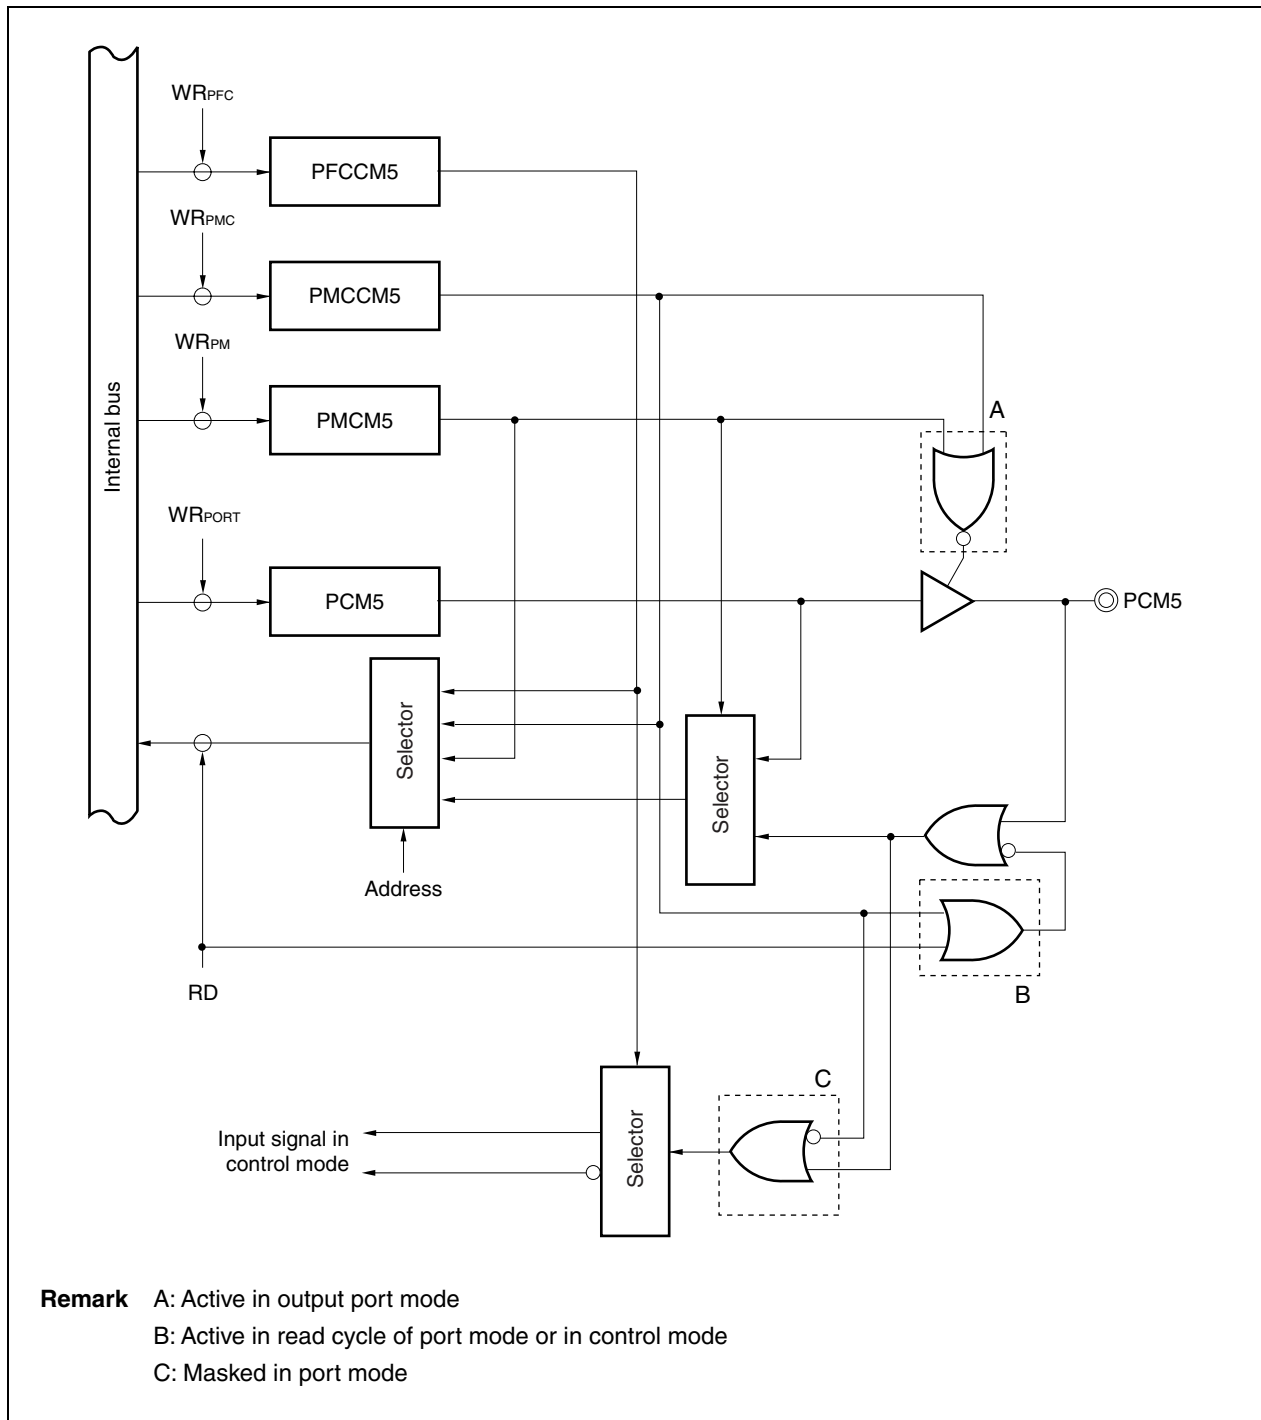 WRPFC
PFCCM5
WRPMC
PMCCM5
WRPM
PMCM5
A
Internal bus
WRPORT
PCM5
PCM5
Selector
Selector
Address
RD
B
C
Input signal in
control mode
Selector
Remark A: Active in output port mode
B: Active in read cycle of port mode or in control mode
C: Masked in port mode